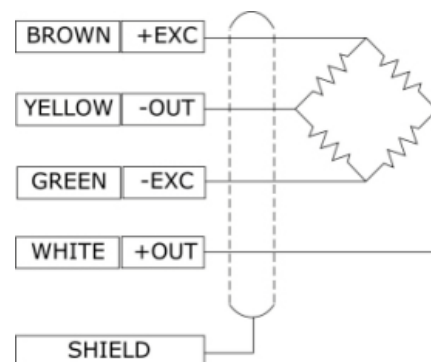 BROWN +EXC
YELLOW -OUT
GREEN -EXC
WHITE +OUT
SHIELD